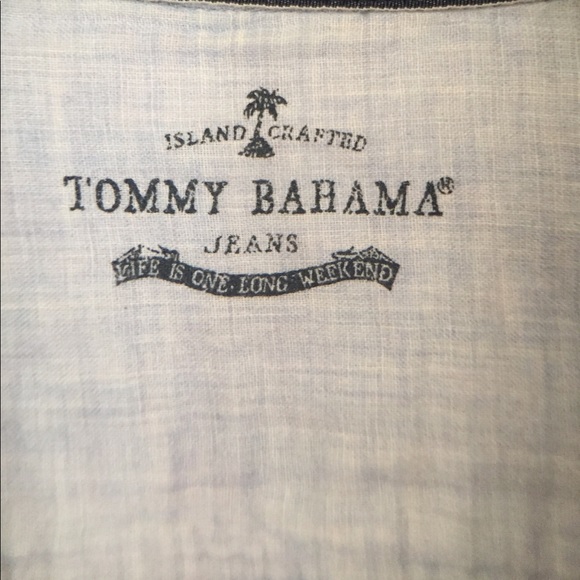 ISLAND CRAFTED
TOMMY BAHAMA®
JEANS
LIFE IS ONE LONG WEEKEND